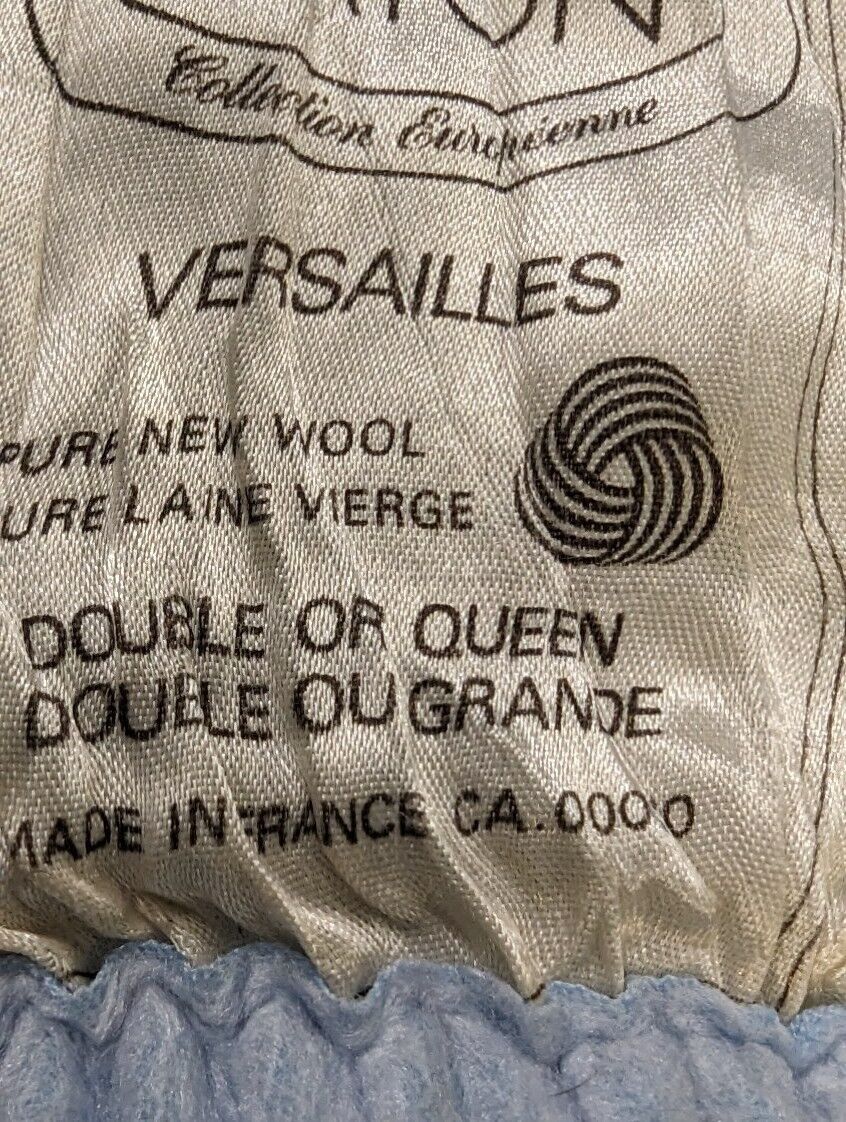 Collection Européenne
VERSAILLES
PURE NEW WOOL
URE LAINE VIERGE
DOUBLE OR QUEEN
DOUBLE OU GRANDE
MADE IN FRANCE CA. 00000